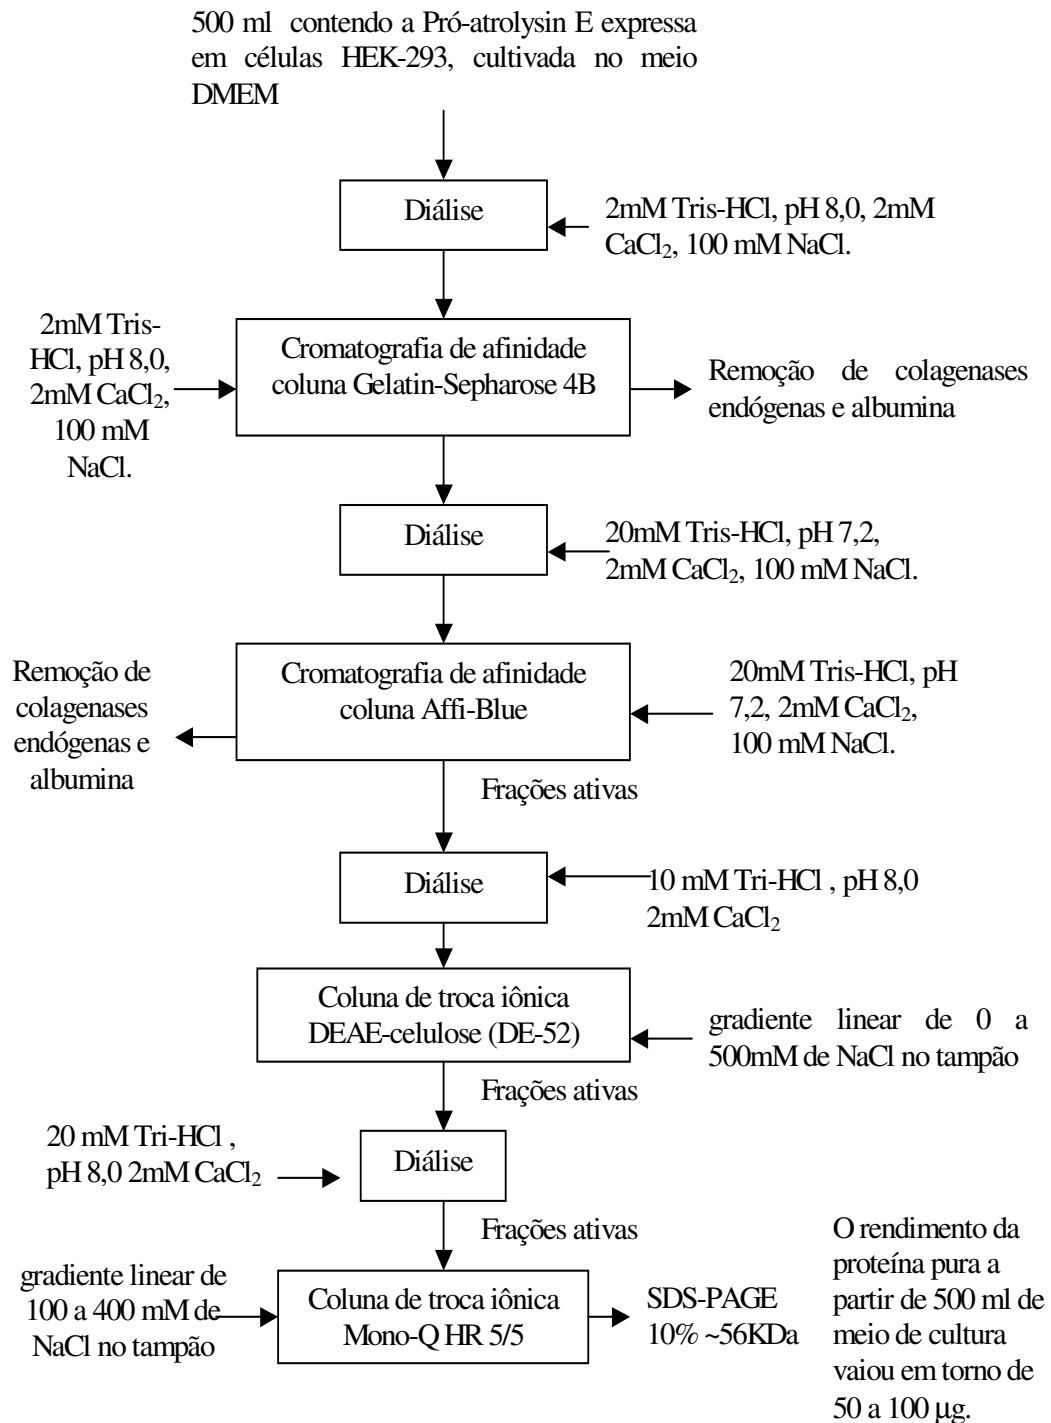 500 ml contendo a Pró-atrolysin E expressa
em células HEK-293, cultivada no meio
DMEM
Diálise
2mM Tris-HCl, pH 8,0, 2mM
CaCl₂, 100 mM NaCl.
2mM Tris-
HCl, pH 8,0,
2mM CaCl₂,
100 mM
NaCl.
Cromatografia de afinidade
coluna Gelatin-Sepharose 4B
Remoção de colagenases
endógenas e albumina
Diálise
20mM Tris-HCl, pH 7,2,
2mM CaCl₂, 100 mM NaCl.
Remoção de
colagenases
endógenas e
albumina
Cromatografia de afinidade
coluna Affi-Blue
20mM Tris-HCl, pH
7,2, 2mM CaCl₂,
100 mM NaCl.
Frações ativas
Diálise
10 mM Tri-HCl , pH 8,0
2mM CaCl₂
Coluna de troca iônica
DEAE-celulose (DE-52)
gradiente linear de 0 a
500mM de NaCl no tampão
Frações ativas
20 mM Tri-HCl ,
pH 8,0 2mM CaCl₂
Diálise
Frações ativas
gradiente linear de
100 a 400 mM de
NaCl no tampão
Coluna de troca iônica
Mono-Q HR 5/5
SDS-PAGE
10% ~56KDa
O rendimento da
proteína pura a
partir de 500 ml de
meio de cultura
vaiou em torno de
50 a 100 µg.